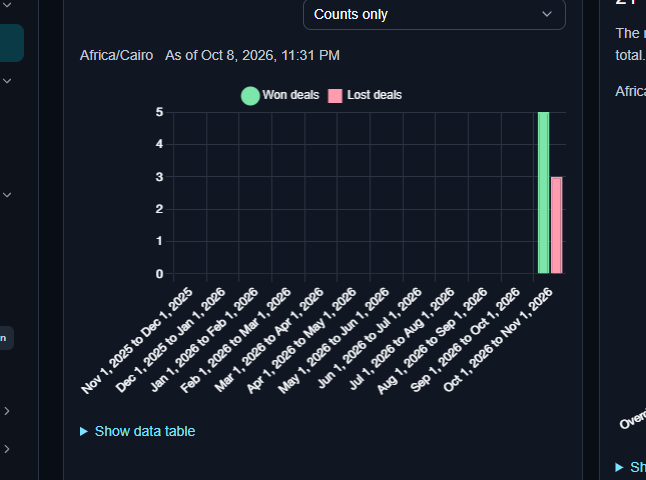 Counts only
Africa/Cairo As of Oct 8, 2026, 11:31 PM
Won deals Lost deals
5
4
3
2
1
0
Nov 1, 2025 to Dec 1, 2025
Dec 1, 2025 to Jan 1, 2026
Jan 1, 2026 to Feb 1, 2026
Feb 1, 2026 to Mar 1, 2026
Mar 1, 2026 to Apr 1, 2026
Apr 1, 2026 to May 1, 2026
May 1, 2026 to Jun 1, 2026
Jun 1, 2026 to Jul 1, 2026
Jul 1, 2026 to Aug 1, 2026
Aug 1, 2026 to Sep 1, 2026
Sep 1, 2026 to Oct 1, 2026
Oct 1, 2026 to Nov 1, 2026
Show data table
The
total.